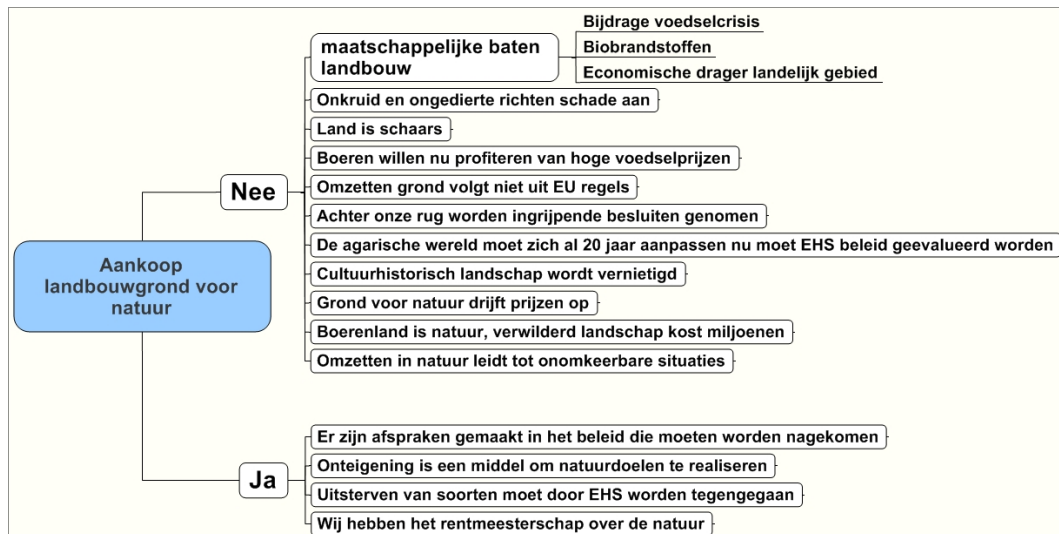 Aankoop
landbouwgrond voor
natuur
Nee
maatschappelijke baten
landbouw
Bijdrage voedselcrisis
Biobrandstoffen
Economische drager landelijk gebied
Onkruid en ongedierte richten schade aan
Land is schaars
Boeren willen nu profiteren van hoge voedselprijzen
Omzetten grond volgt niet uit EU regels
Achter onze rug worden ingrijpende besluiten genomen
De agarische wereld moet zich al 20 jaar aanpassen nu moet EHS beleid geevalueerd worden
Cultuurhistorisch landschap wordt vernietigd
Grond voor natuur drijft prijzen op
Boerenland is natuur, verwilderd landschap kost miljoenen
Omzetten in natuur leidt tot onomkeerbare situaties
Ja
Er zijn afspraken gemaakt in het beleid die moeten worden nagekomen
Onteigening is een middel om natuurdoelen te realiseren
Uitsterven van soorten moet door EHS worden tegengegaan
Wij hebben het rentmeesterschap over de natuur